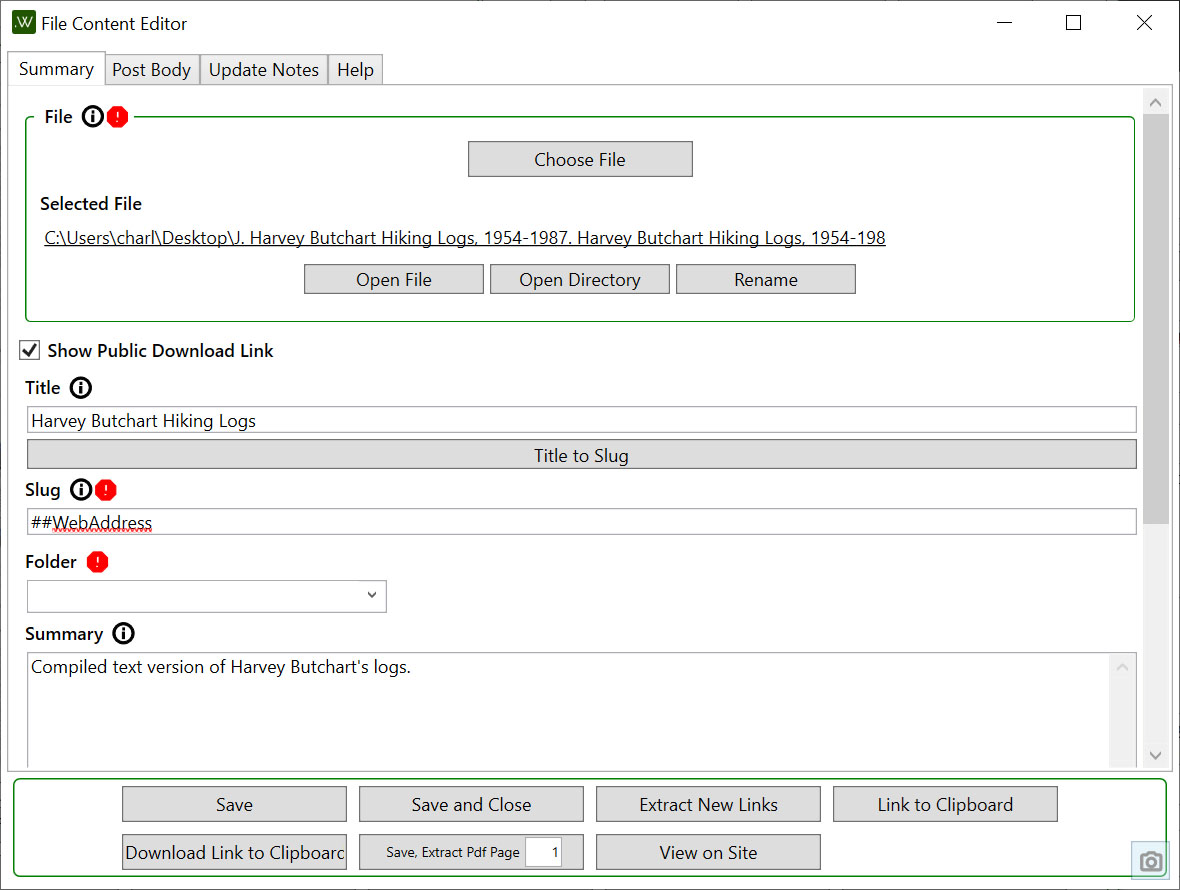 .W File Content Editor
Summary Post Body Update Notes Help
File
Choose File
Selected File
C:\Users\charl\Desktop\J. Harvey Butchart Hiking Logs, 1954-1987. Harvey Butchart Hiking Logs, 1954-198
Open File Open Directory Rename
Show Public Download Link
Title
Harvey Butchart Hiking Logs
Title to Slug
Slug
##WebAddress
Folder
Summary
Compiled text version of Harvey Butchart's logs.
Save Save and Close Extract New Links Link to Clipboard
Download Link to Clipboard Save, Extract Pdf Page 1 View on Site